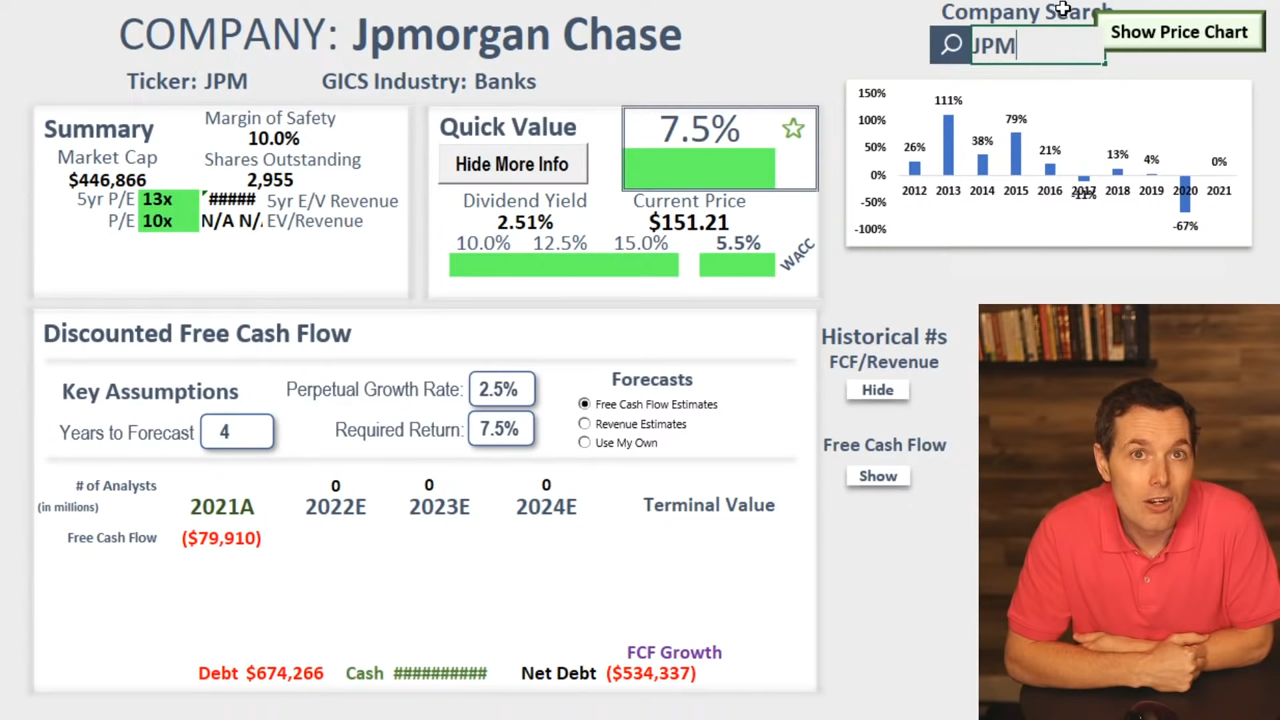 COMPANY: Jpmorgan Chase
Ticker: JPM GICS Industry: Banks
Company Search
JPM
Show Price Chart
Summary
Margin of Safety
10.0%
Market Cap
$446,866
Shares Outstanding
2,955
5yr P/E 13x ##### 5yr E/V Revenue
P/E 10x N/A N/ EV/Revenue
Quick Value
7.5%
Hide More Info
Dividend Yield
2.51%
Current Price
$151.21
10.0% 12.5% 15.0% 5.5% WACC
150%
100%
50%
0%
-50%
-100%
26% 111% 38% 79% 21% -11% 13% 4% -67% 0%
2012 2013 2014 2015 2016 2017 2018 2019 2020 2021
Discounted Free Cash Flow
Key Assumptions
Years to Forecast 4
Perpetual Growth Rate: 2.5%
Required Return: 7.5%
Forecasts
Free Cash Flow Estimates
Revenue Estimates
Use My Own
Historical #s
FCF/Revenue
Hide
Free Cash Flow
Show
# of Analysts 0 0 0
(in millions) 2021A 2022E 2023E 2024E Terminal Value
Free Cash Flow ($79,910)
FCF Growth
Debt $674,266 Cash ########## Net Debt ($534,337)